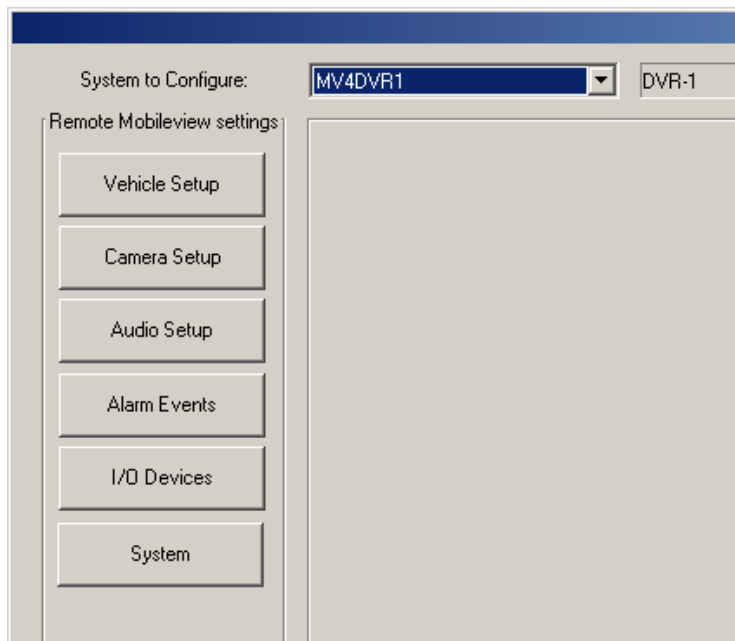 System to Configure: MV4DVR1 DVR-1
Remote Mobileview settings
Vehicle Setup
Camera Setup
Audio Setup
Alarm Events
I/O Devices
System